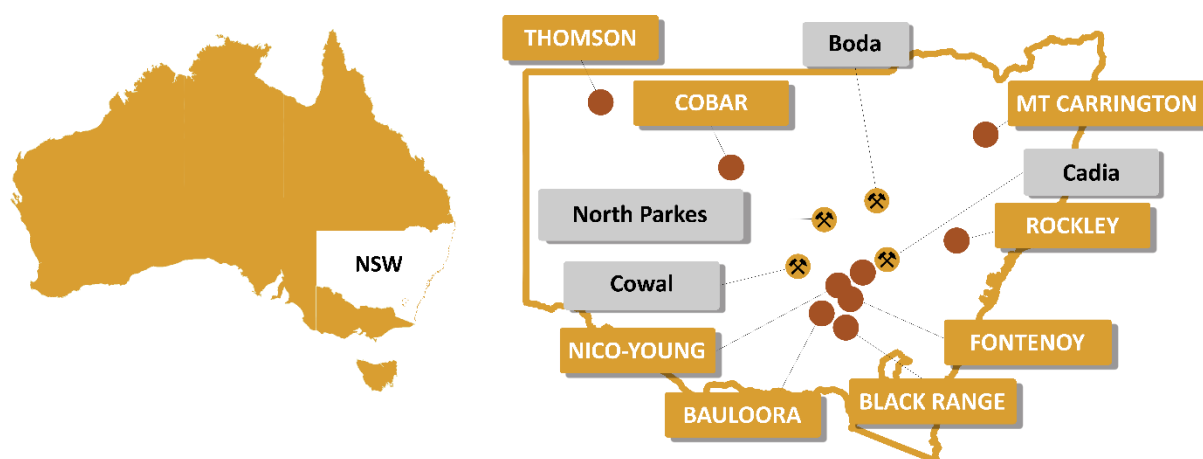 THOMSON
Boda
COBAR
MT CARRINGTON
Cadia
North Parkes
ROCKLEY
NSW
Cowal
NICO-YOUNG
FONTENOY
BAULOORA
BLACK RANGE